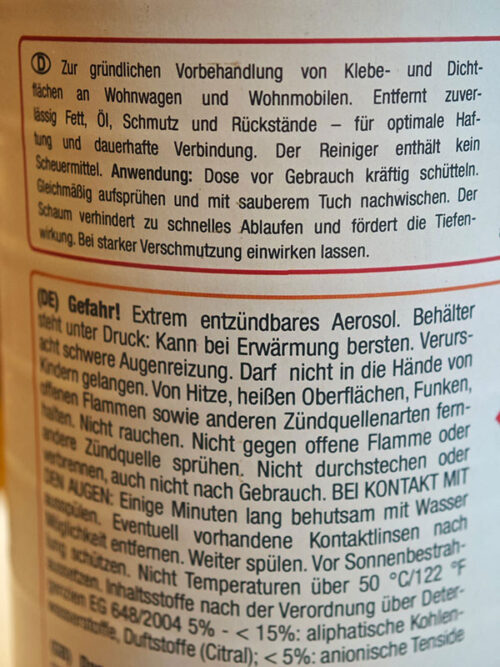 D Zur gründlichen Vorbehandlung von Klebe- und Dicht-
flächen an Wohnwagen und Wohnmobilen. Entfernt zuver-
lässig Fett, Öl, Schmutz und Rückstände – für optimale Haf-
tung und dauerhafte Verbindung. Der Reiniger enthält kein
Scheuermittel. Anwendung: Dose vor Gebrauch kräftig schütteln.
Gleichmäßig aufsprühen und mit sauberem Tuch nachwischen. Der
Schaum verhindert zu schnelles Ablaufen und fördert die Tiefen-
wirkung. Bei starker Verschmutzung einwirken lassen.
(DE) Gefahr! Extrem entzündbares Aerosol. Behälter
steht unter Druck: Kann bei Erwärmung bersten. Verurs-
acht schwere Augenreizung. Darf nicht in die Hände von
Kindern gelangen. Von Hitze, heißen Oberflächen, Funken,
offenen Flammen sowie anderen Zündquellenarten fern-
halten. Nicht rauchen. Nicht gegen offene Flamme oder
andere Zündquelle sprühen. Nicht durchstechen oder
verbrennen, auch nicht nach Gebrauch. BEI KONTAKT MIT
DEN AUGEN: Einige Minuten lang behutsam mit Wasser
ausspülen. Eventuell vorhandene Kontaktlinsen nach
Möglichkeit entfernen. Weiter spülen. Vor Sonnenbestrah-
lung schützen. Nicht Temperaturen über 50 °C/122 °F
aussetzen. Inhaltsstoffe nach der Verordnung über Deter-
genzien EG 648/2004 5% - < 15%: aliphatische Kohlen-
wasserstoffe, Duftstoffe (Citral); < 5%: anionische Tenside